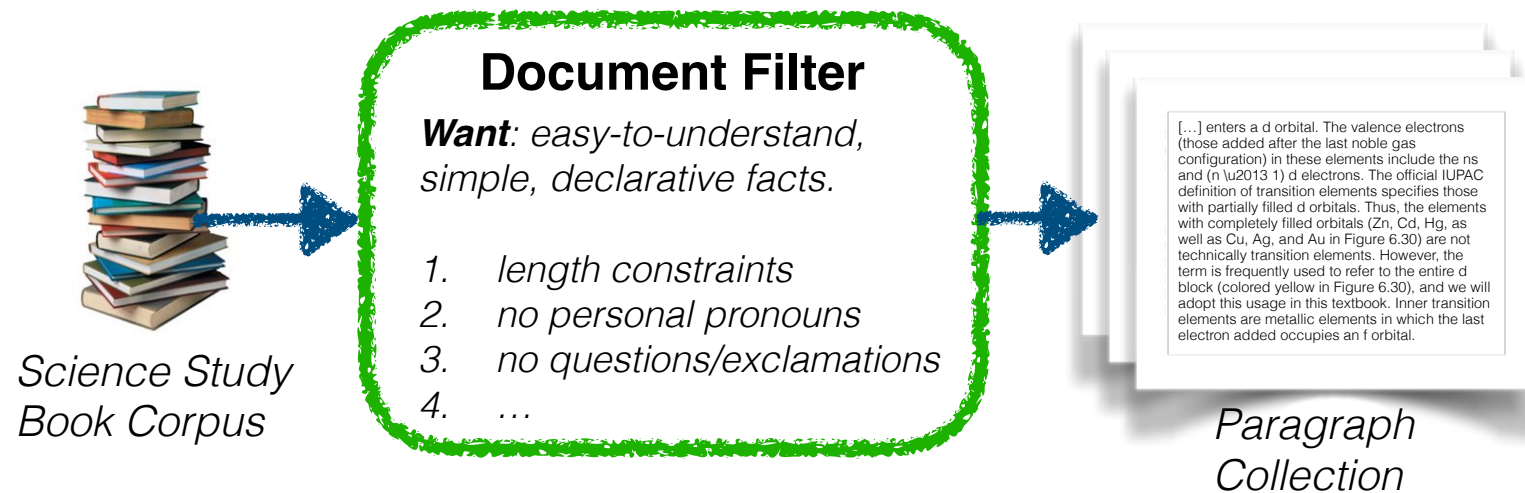 Science Study
Book Corpus
Document Filter
Want: easy-to-understand,
simple, declarative facts.
1. length constraints
2. no personal pronouns
3. no questions/exclamations
4. …
[…] enters a d orbital. The valence electrons
(those added after the last noble gas
configuration) in these elements include the ns
and (n \u2013 1) d electrons. The official IUPAC
definition of transition elements specifies those
with partially filled d orbitals. Thus, the elements
with completely filled orbitals (Zn, Cd, Hg, as
well as Cu, Ag, and Au in Figure 6.30) are not
technically transition elements. However, the
term is frequently used to refer to the entire d
block (colored yellow in Figure 6.30), and we will
adopt this usage in this textbook. Inner transition
elements are metallic elements in which the last
electron added occupies an f orbital.
Paragraph
Collection